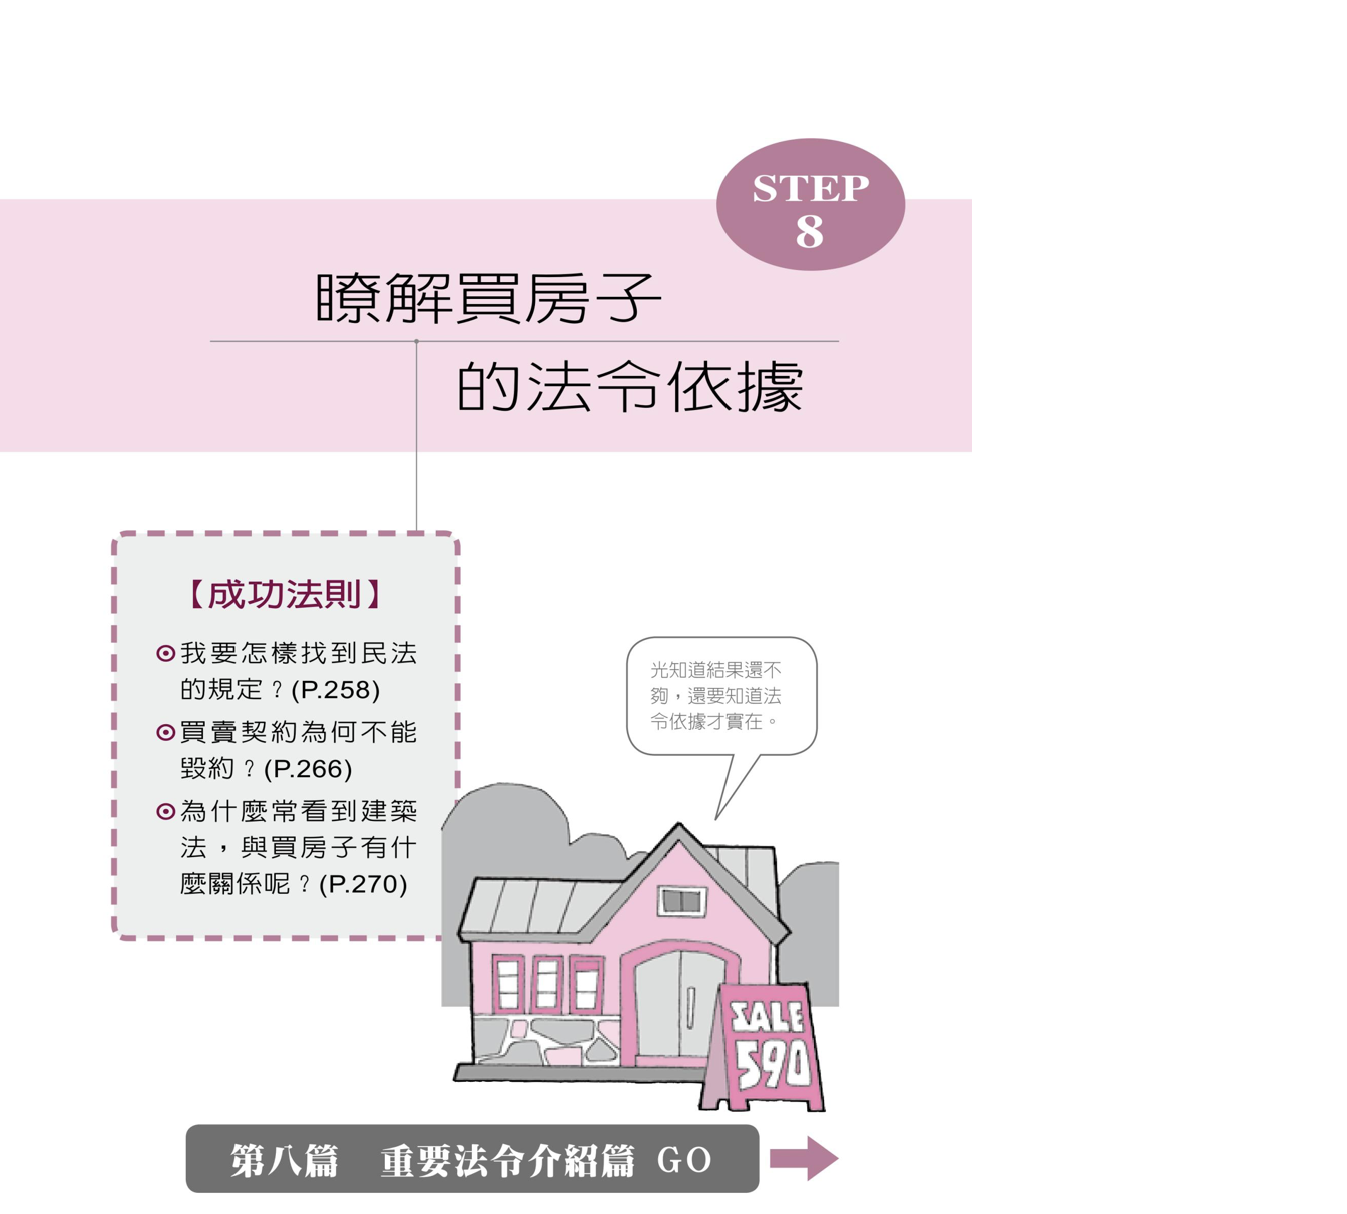 STEP
8
瞭解買房子
的法令依據
【成功法則】
⊙我要怎樣找到民法
的規定？(P.258)
⊙買賣契約為何不能
毀約？(P.266)
⊙為什麼常看到建築
法，與買房子有什
麼關係呢？(P.270)
光知道結果還不
夠，還要知道法
令依據才實在。
SALE
590
第八篇　重要法令介紹篇 GO